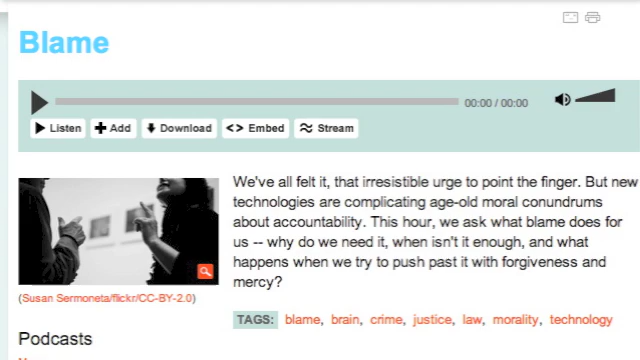 Blame
00:00 / 00:00
Listen Add Download Embed Stream
We've all felt it, that irresistible urge to point the finger. But new
technologies are complicating age-old moral conundrums
about accountability. This hour, we ask what blame does for
us -- why do we need it, when isn't it enough, and what
happens when we try to push past it with forgiveness and
mercy?
(Susan Sermoneta/flickr/CC-BY-2.0)
TAGS: blame, brain, crime, justice, law, morality, technology
Podcasts